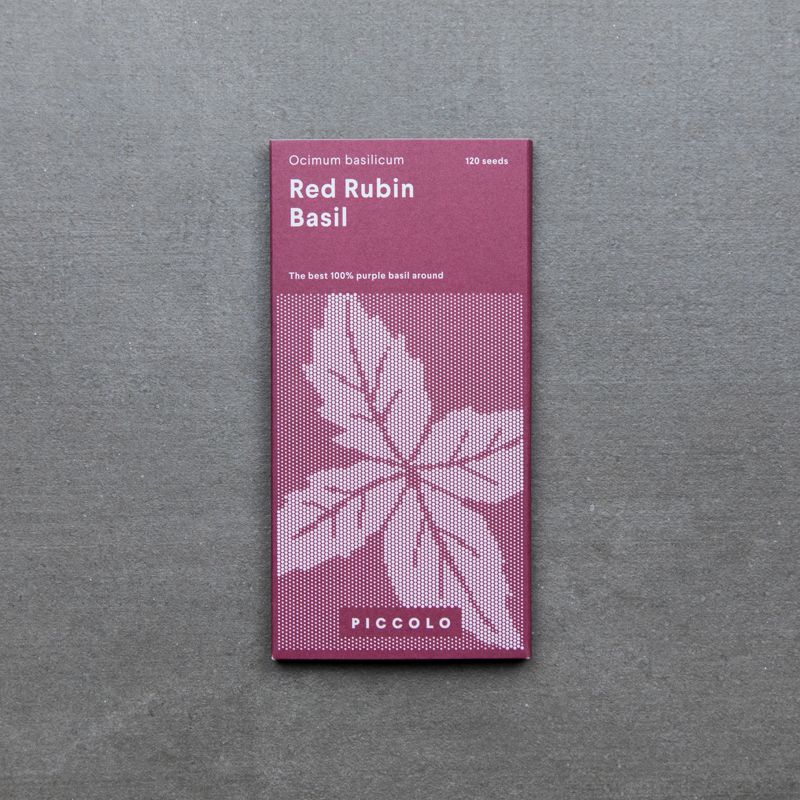 Ocimum basilicum 120 seeds
Red Rubin
Basil
The best 100% purple basil around
PICCOLO